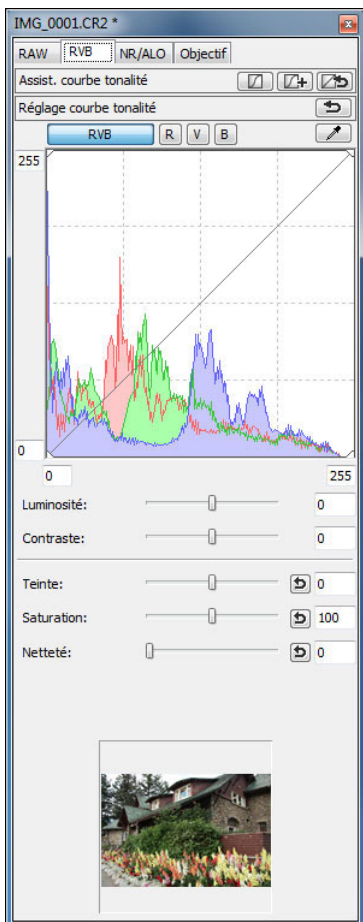 IMG_0001.CR2 *
RAW RVB NR/ALO Objectif
Assist. courbe tonalité
Réglage courbe tonalité
RVB R V B
255
0
0 255
Luminosité: 0
Contraste: 0
Teinte: 0
Saturation: 100
Netteté: 0